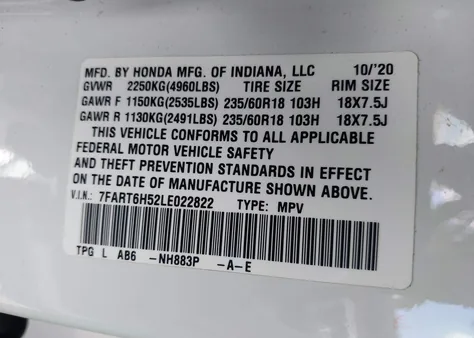 MFD. BY HONDA MFG. OF INDIANA, LLC 10/'20
GVWR 2250KG(4960LBS) TIRE SIZE RIM SIZE
GAWR F 1150KG(2535LBS) 235/60R18 103H 18X7.5J
GAWR R 1130KG(2491LBS) 235/60R18 103H 18X7.5J
THIS VEHICLE CONFORMS TO ALL APPLICABLE
FEDERAL MOTOR VEHICLE SAFETY
AND THEFT PREVENTION STANDARDS IN EFFECT
ON THE DATE OF MANUFACTURE SHOWN ABOVE.
V.I.N.: 7FART6H52LE022822 TYPE: MPV
TPG L AB6 -NH883P -A-E